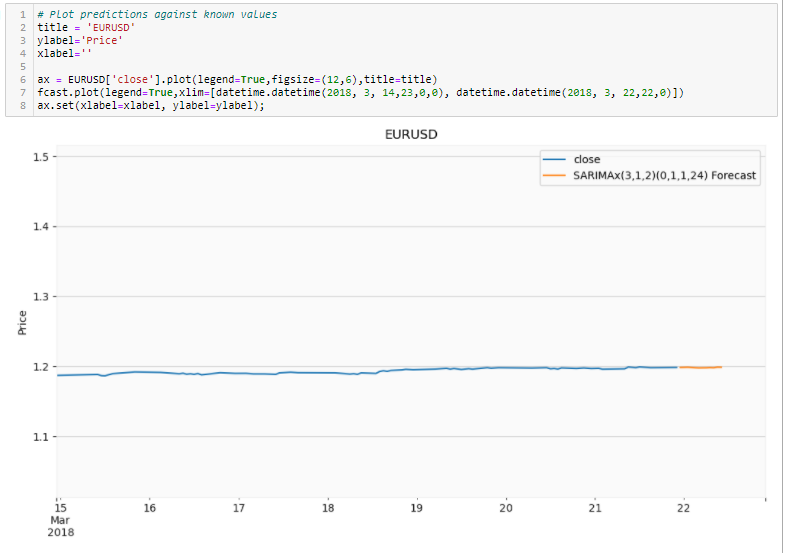 1 # Plot predictions against known values
2 title = 'EURUSD'
3 ylabel='Price'
4 xlabel=''
5
6 ax = EURUSD['close'].plot(legend=True,figsize=(12,6),title=title)
7 fcast.plot(legend=True,xlim=[datetime.datetime(2018, 3, 14,23,0,0), datetime.datetime(2018, 3, 22,22,0)])
8 ax.set(xlabel=xlabel, ylabel=ylabel);
EURUSD
close
SARIMAx(3,1,2)(0,1,1,24) Forecast
Price
1.5
1.4
1.3
1.2
1.1
15 16 17 18 19 20 21 22
Mar
2018